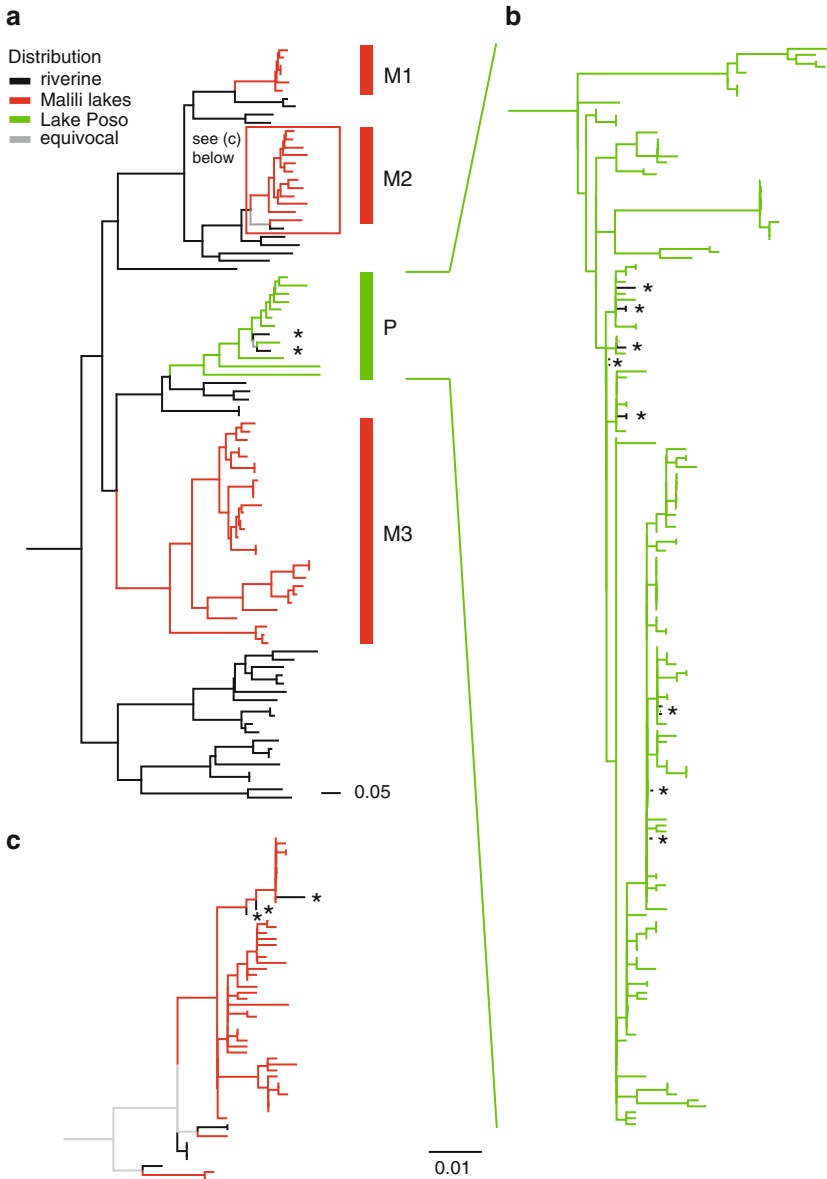 a
b
Distribution
riverine
Malili lakes
Lake Poso
equivocal
see (c)
below
M1
M2
P
*
*
M3
0.05
*
*
*
*
*
*
*
*
c
*
*
*
0.01